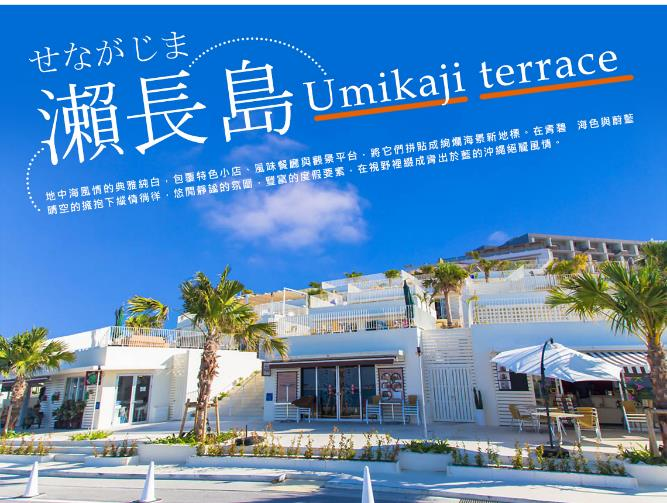 せながじま
瀨長島 Umikaji terrace
地中海風情的典雅純白，包覆特色小店、風味餐廳與觀景平台，將它們拼貼成絢爛海景新地標。在青碧　海色與蔚藍
晴空的擁抱下縱情徜徉，悠閒靜謐的氛圍，豐富的度假要素，在視野裡綴成青出於藍的沖繩絕麗風情。